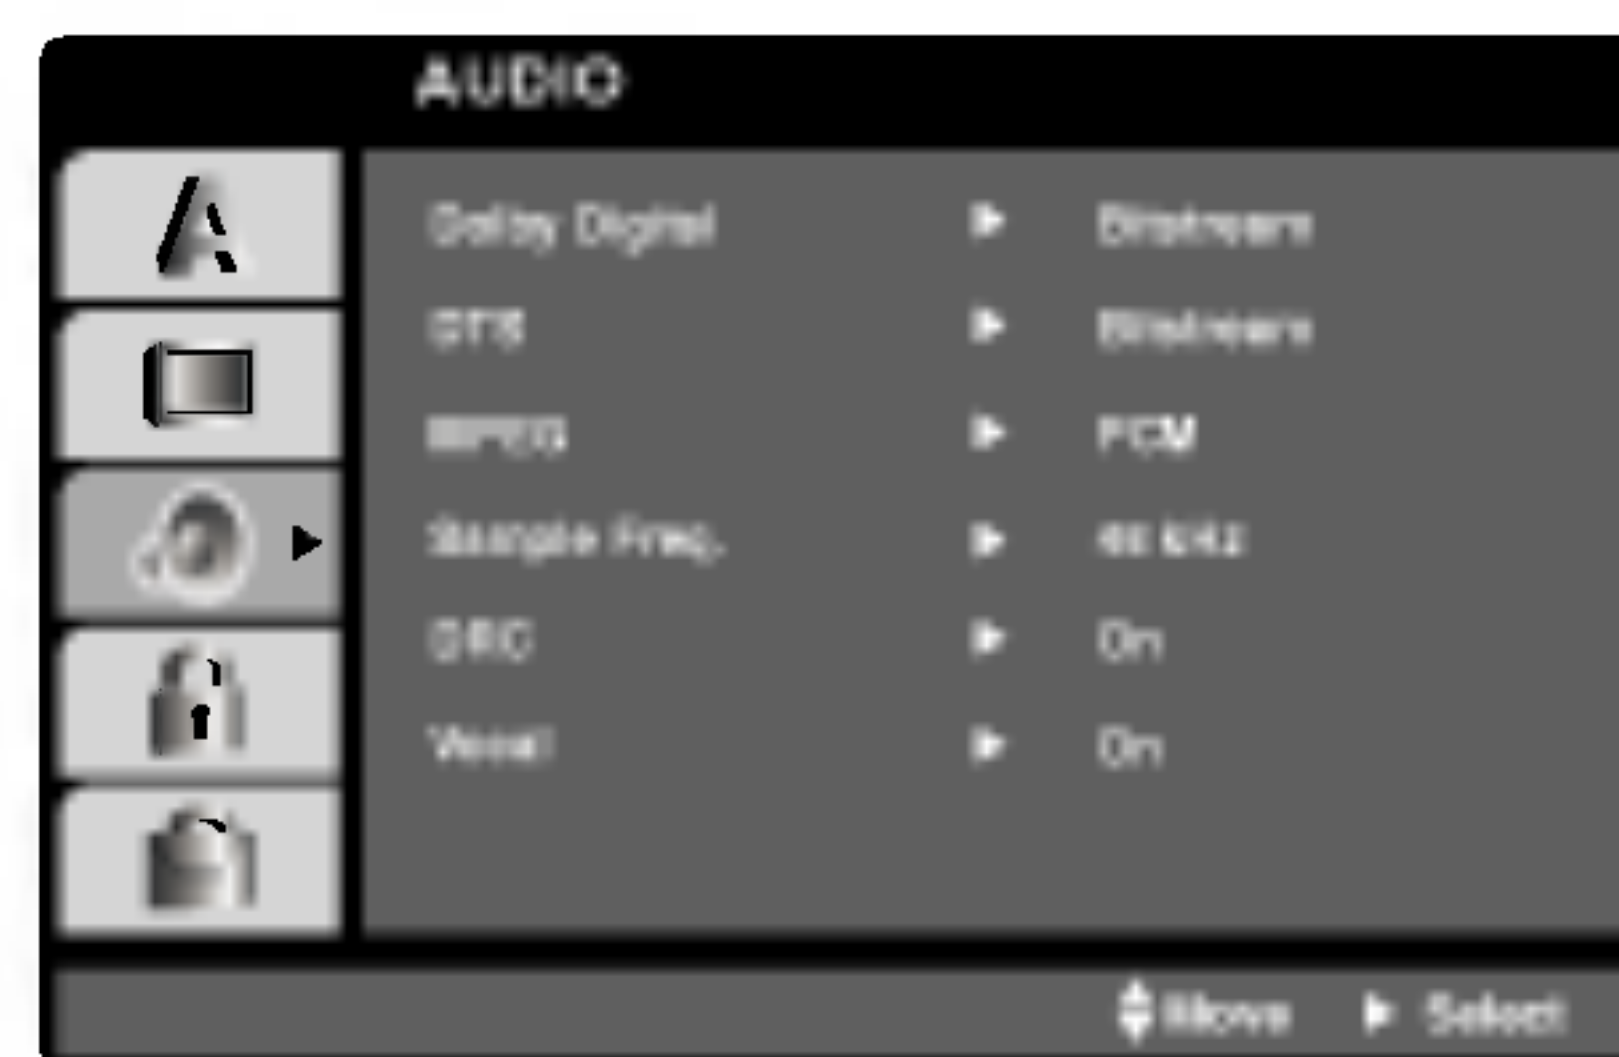 AUDIO
Dolby Digital ▶ Bitstream
DTS ▶ Bitstream
MPEG ▶ PCM
Sample Freq. ▶ 48 kHz
DRC ▶ On
Vocal ▶ On
Move ▶ Select